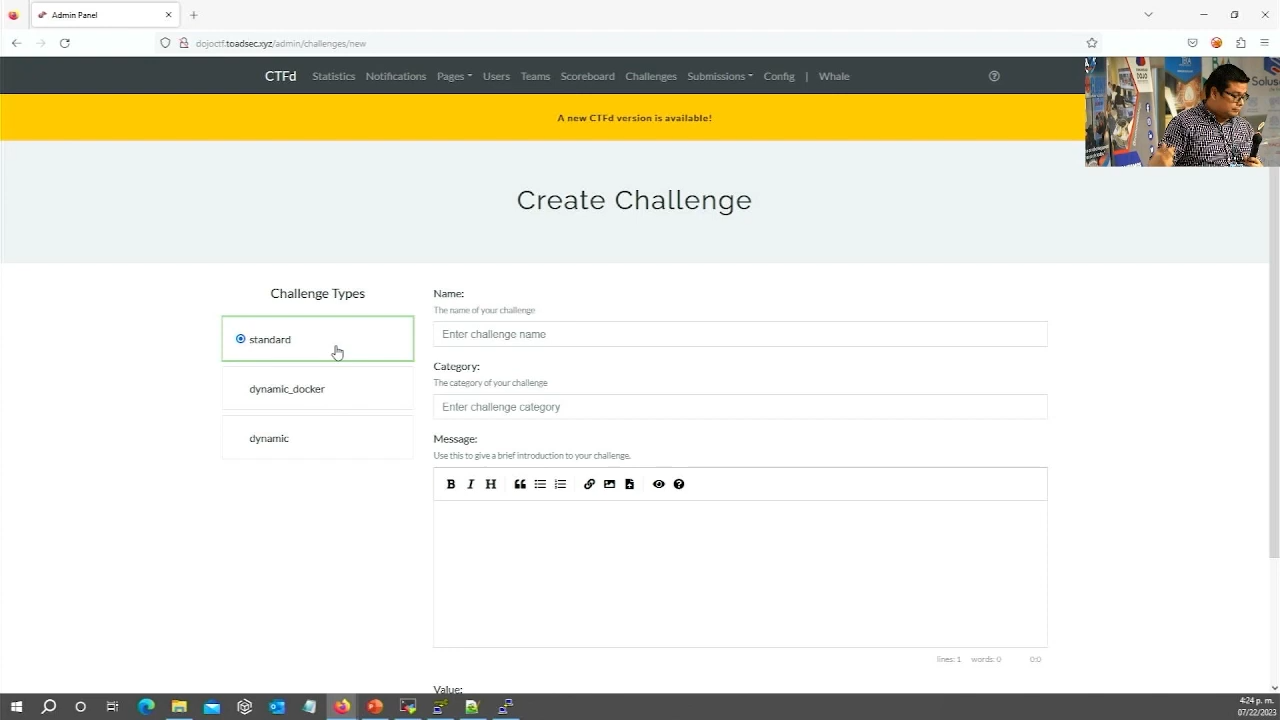 Admin Panel
dojoctf.toadsec.xyz/admin/challenges/new
CTFd
Statistics
Notifications
Pages
Users
Teams
Scoreboard
Challenges
Submissions
Config
|
Whale
A new CTFd version is available!
DOJO
Solus
Create Challenge
Challenge Types
standard
dynamic_docker
dynamic
Name:
The name of your challenge
Enter challenge name
Category:
The category of your challenge
Enter challenge category
Message:
Use this to give a brief introduction to your challenge.
B I H
lines: 1 words: 0 0:0
Value:
4:24 p. m.
07/22/2023